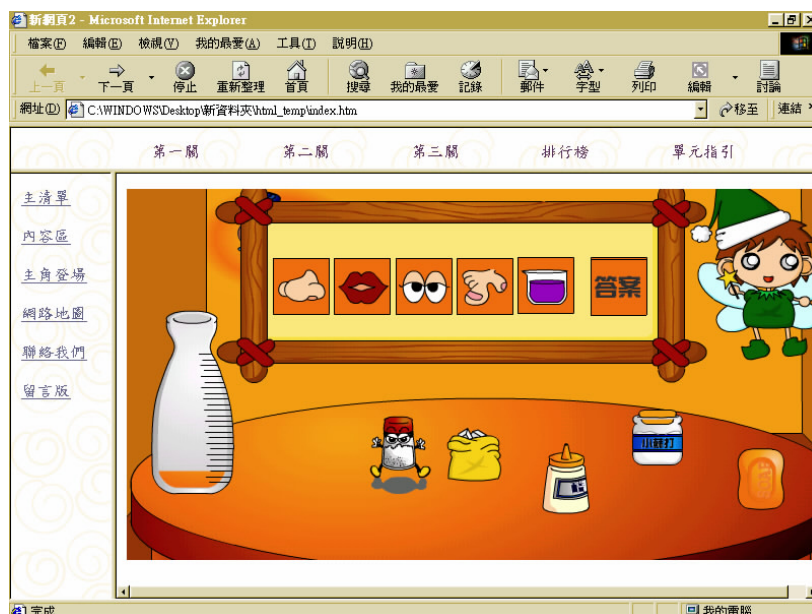 新網頁2 - Microsoft Internet Explorer
檔案(F) 編輯(E) 檢視(V) 我的最愛(A) 工具(T) 說明(H)
上一頁 下一頁 停止 重新整理 首頁 搜尋 我的最愛 記錄 郵件 字型 列印 編輯 討論
網址(D) C:\WINDOWS\Desktop\新資料夾\html_temp\index.htm 移至 連結 »
第一關 第二關 第三關 排行榜 單元指引
主清單
內容區
主角登場
網路地圖
聯絡我們
留言版
答案
小蘇打
完成 我的電腦